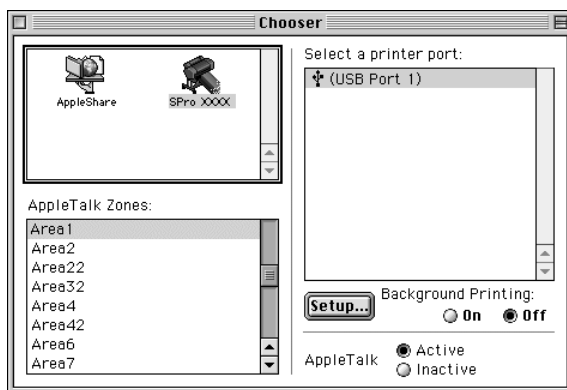 Chooser
AppleShare
SPro XXXX
AppleTalk Zones:
Area1
Area2
Area22
Area32
Area4
Area42
Area6
Area7
Select a printer port:
(USB Port 1)
Setup...
Background Printing:
On Off
AppleTalk
Active
Inactive